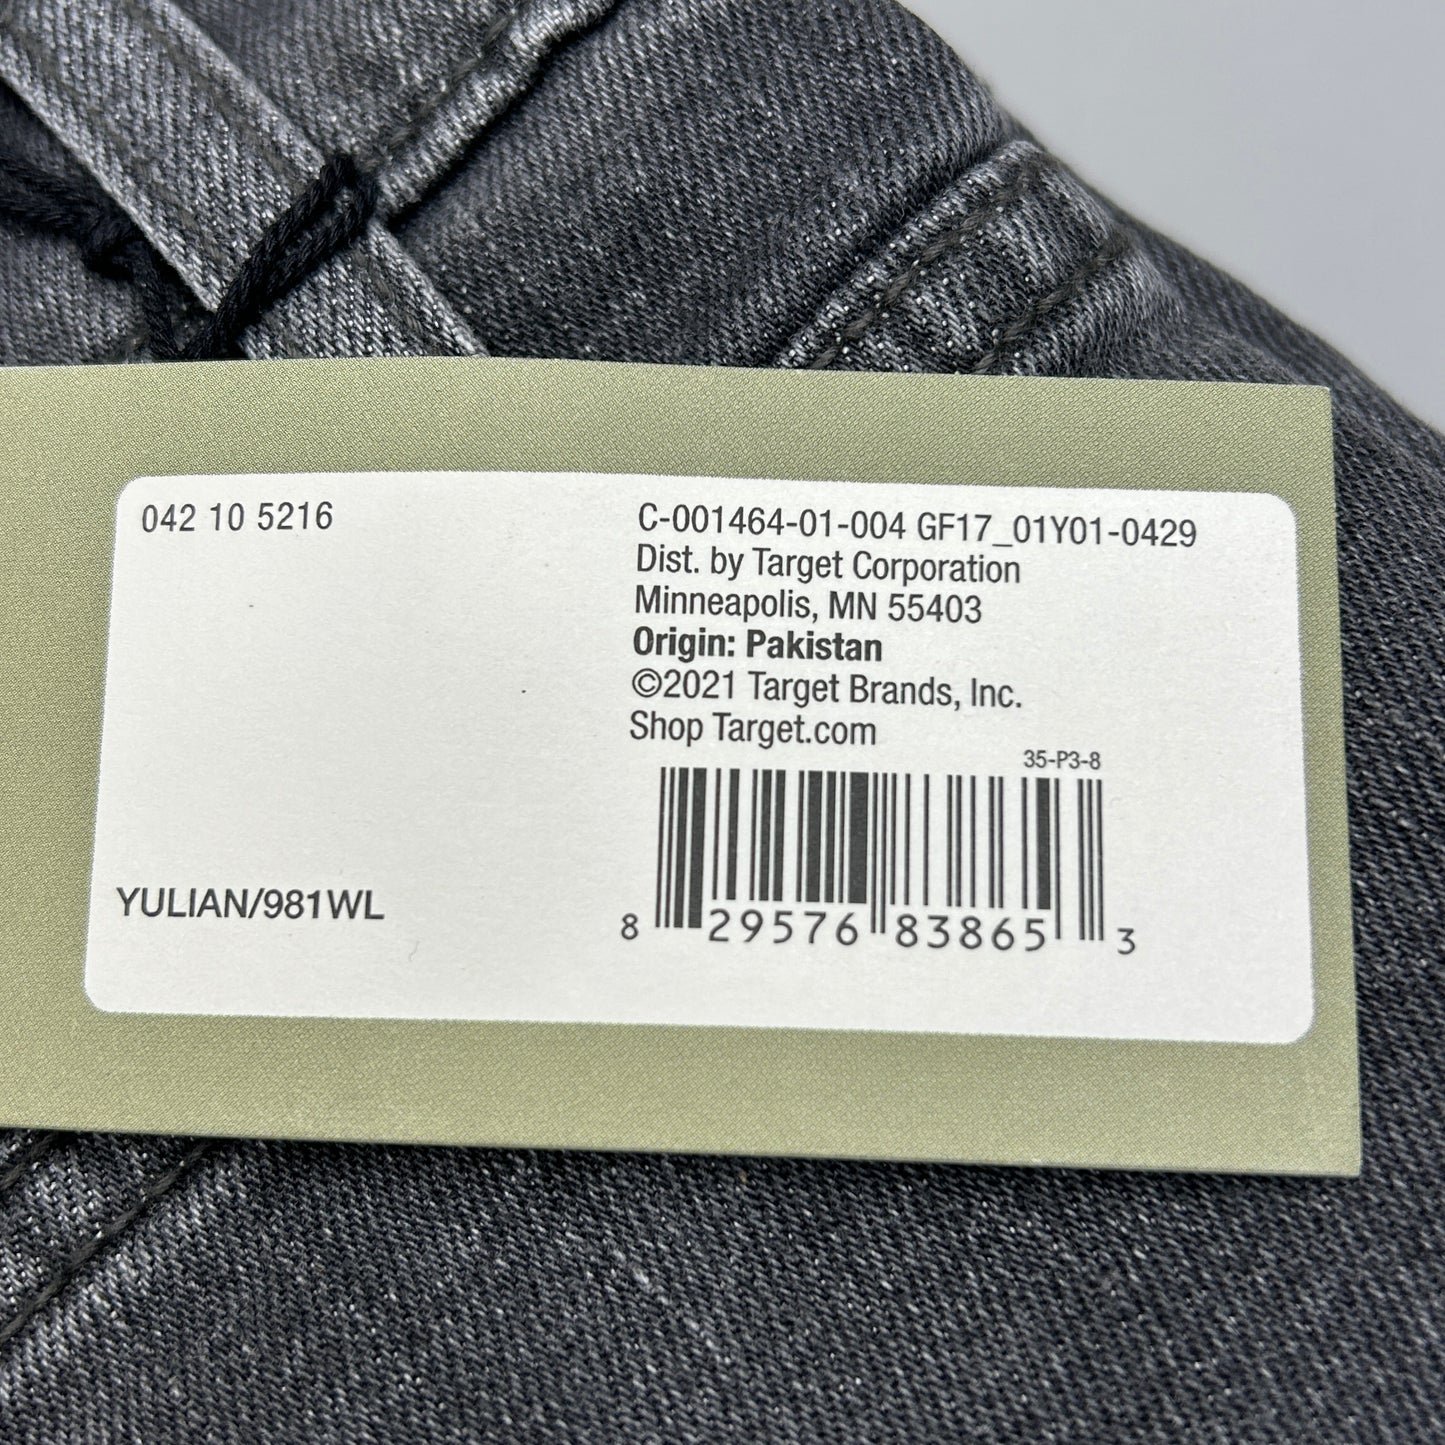 042 10 5216
C-001464-01-004 GF17_01Y01-0429
Dist. by Target Corporation
Minneapolis, MN 55403
Origin: Pakistan
©2021 Target Brands, Inc.
Shop Target.com
35-P3-8
YULIAN/981WL
8 29576 83865 3